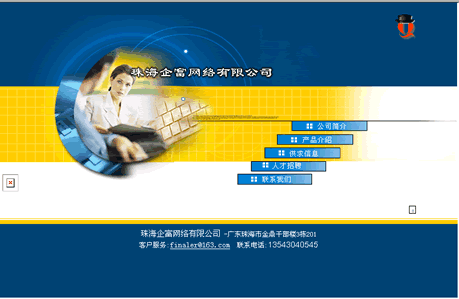 珠海企富网络有限公司
公司简介
产品介绍
供求信息
人才招聘
联系我们
珠海企富网络有限公司 -广东珠海市金鼎干部楼3栋201
客户服务:finaler@163.com 联系电话:13543040545